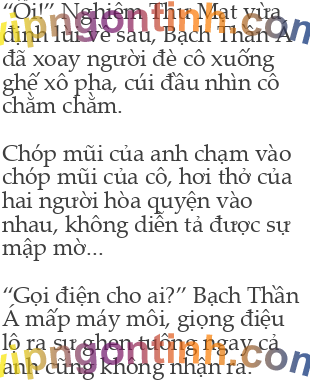 “Ối!” Nghiêm Thư Mạt vừa
định lui về sau, Bạch Thần Á
đã xoay người đè cô xuống
ghế xô pha, cúi đầu nhìn cô
chằm chằm.
Chóp mũi của anh chạm vào
chóp mũi của cô, hơi thở của
hai người hòa quyện vào
nhau, không diễn tả được sự
mập mờ...
“Gọi điện cho ai?” Bạch Thần
Á mấp máy môi, giọng điệu
lộ ra sự ghen tuông ngay cả
anh cũng không nhận ra.
vipngontinh.com
vipngontinh.com